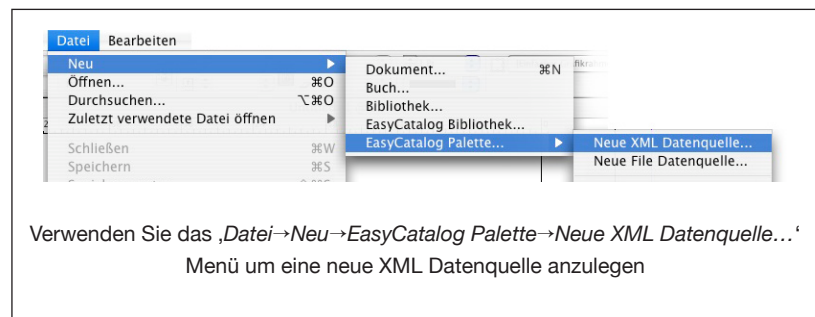 Datei Bearbeiten
Neu
Öffnen... ⌘O
Durchsuchen... ⌥⌘O
Zuletzt verwendete Datei öffnen
Schließen ⌘W
Speichern ⌘S
Dokument... ⌘N
Buch...
Bibliothek...
EasyCatalog Bibliothek...
EasyCatalog Palette...
Neue XML Datenquelle...
Neue File Datenquelle...
Verwenden Sie das ‚Datei→Neu→EasyCatalog Palette→Neue XML Datenquelle…‘
Menü um eine neue XML Datenquelle anzulegen